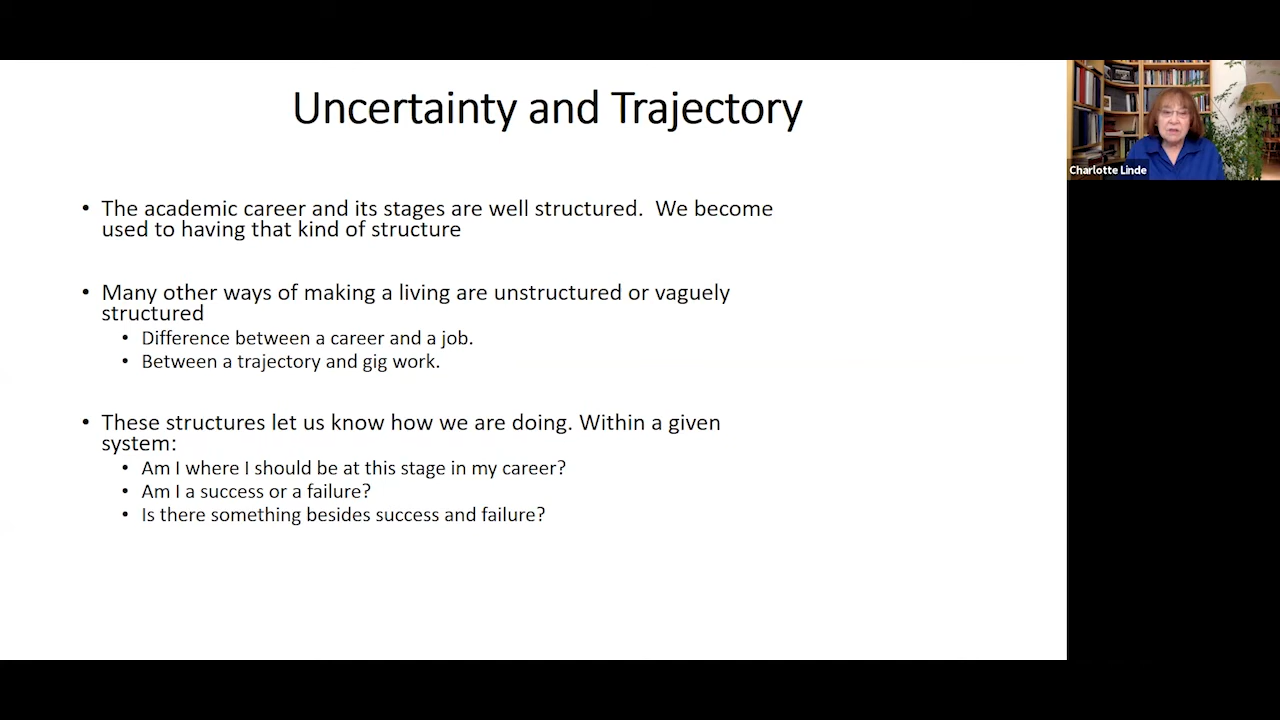 Uncertainty and Trajectory
Charlotte Linde
• The academic career and its stages are well structured.  We become
used to having that kind of structure
• Many other ways of making a living are unstructured or vaguely
structured
• Difference between a career and a job.
• Between a trajectory and gig work.
• These structures let us know how we are doing. Within a given
system:
• Am I where I should be at this stage in my career?
• Am I a success or a failure?
• Is there something besides success and failure?